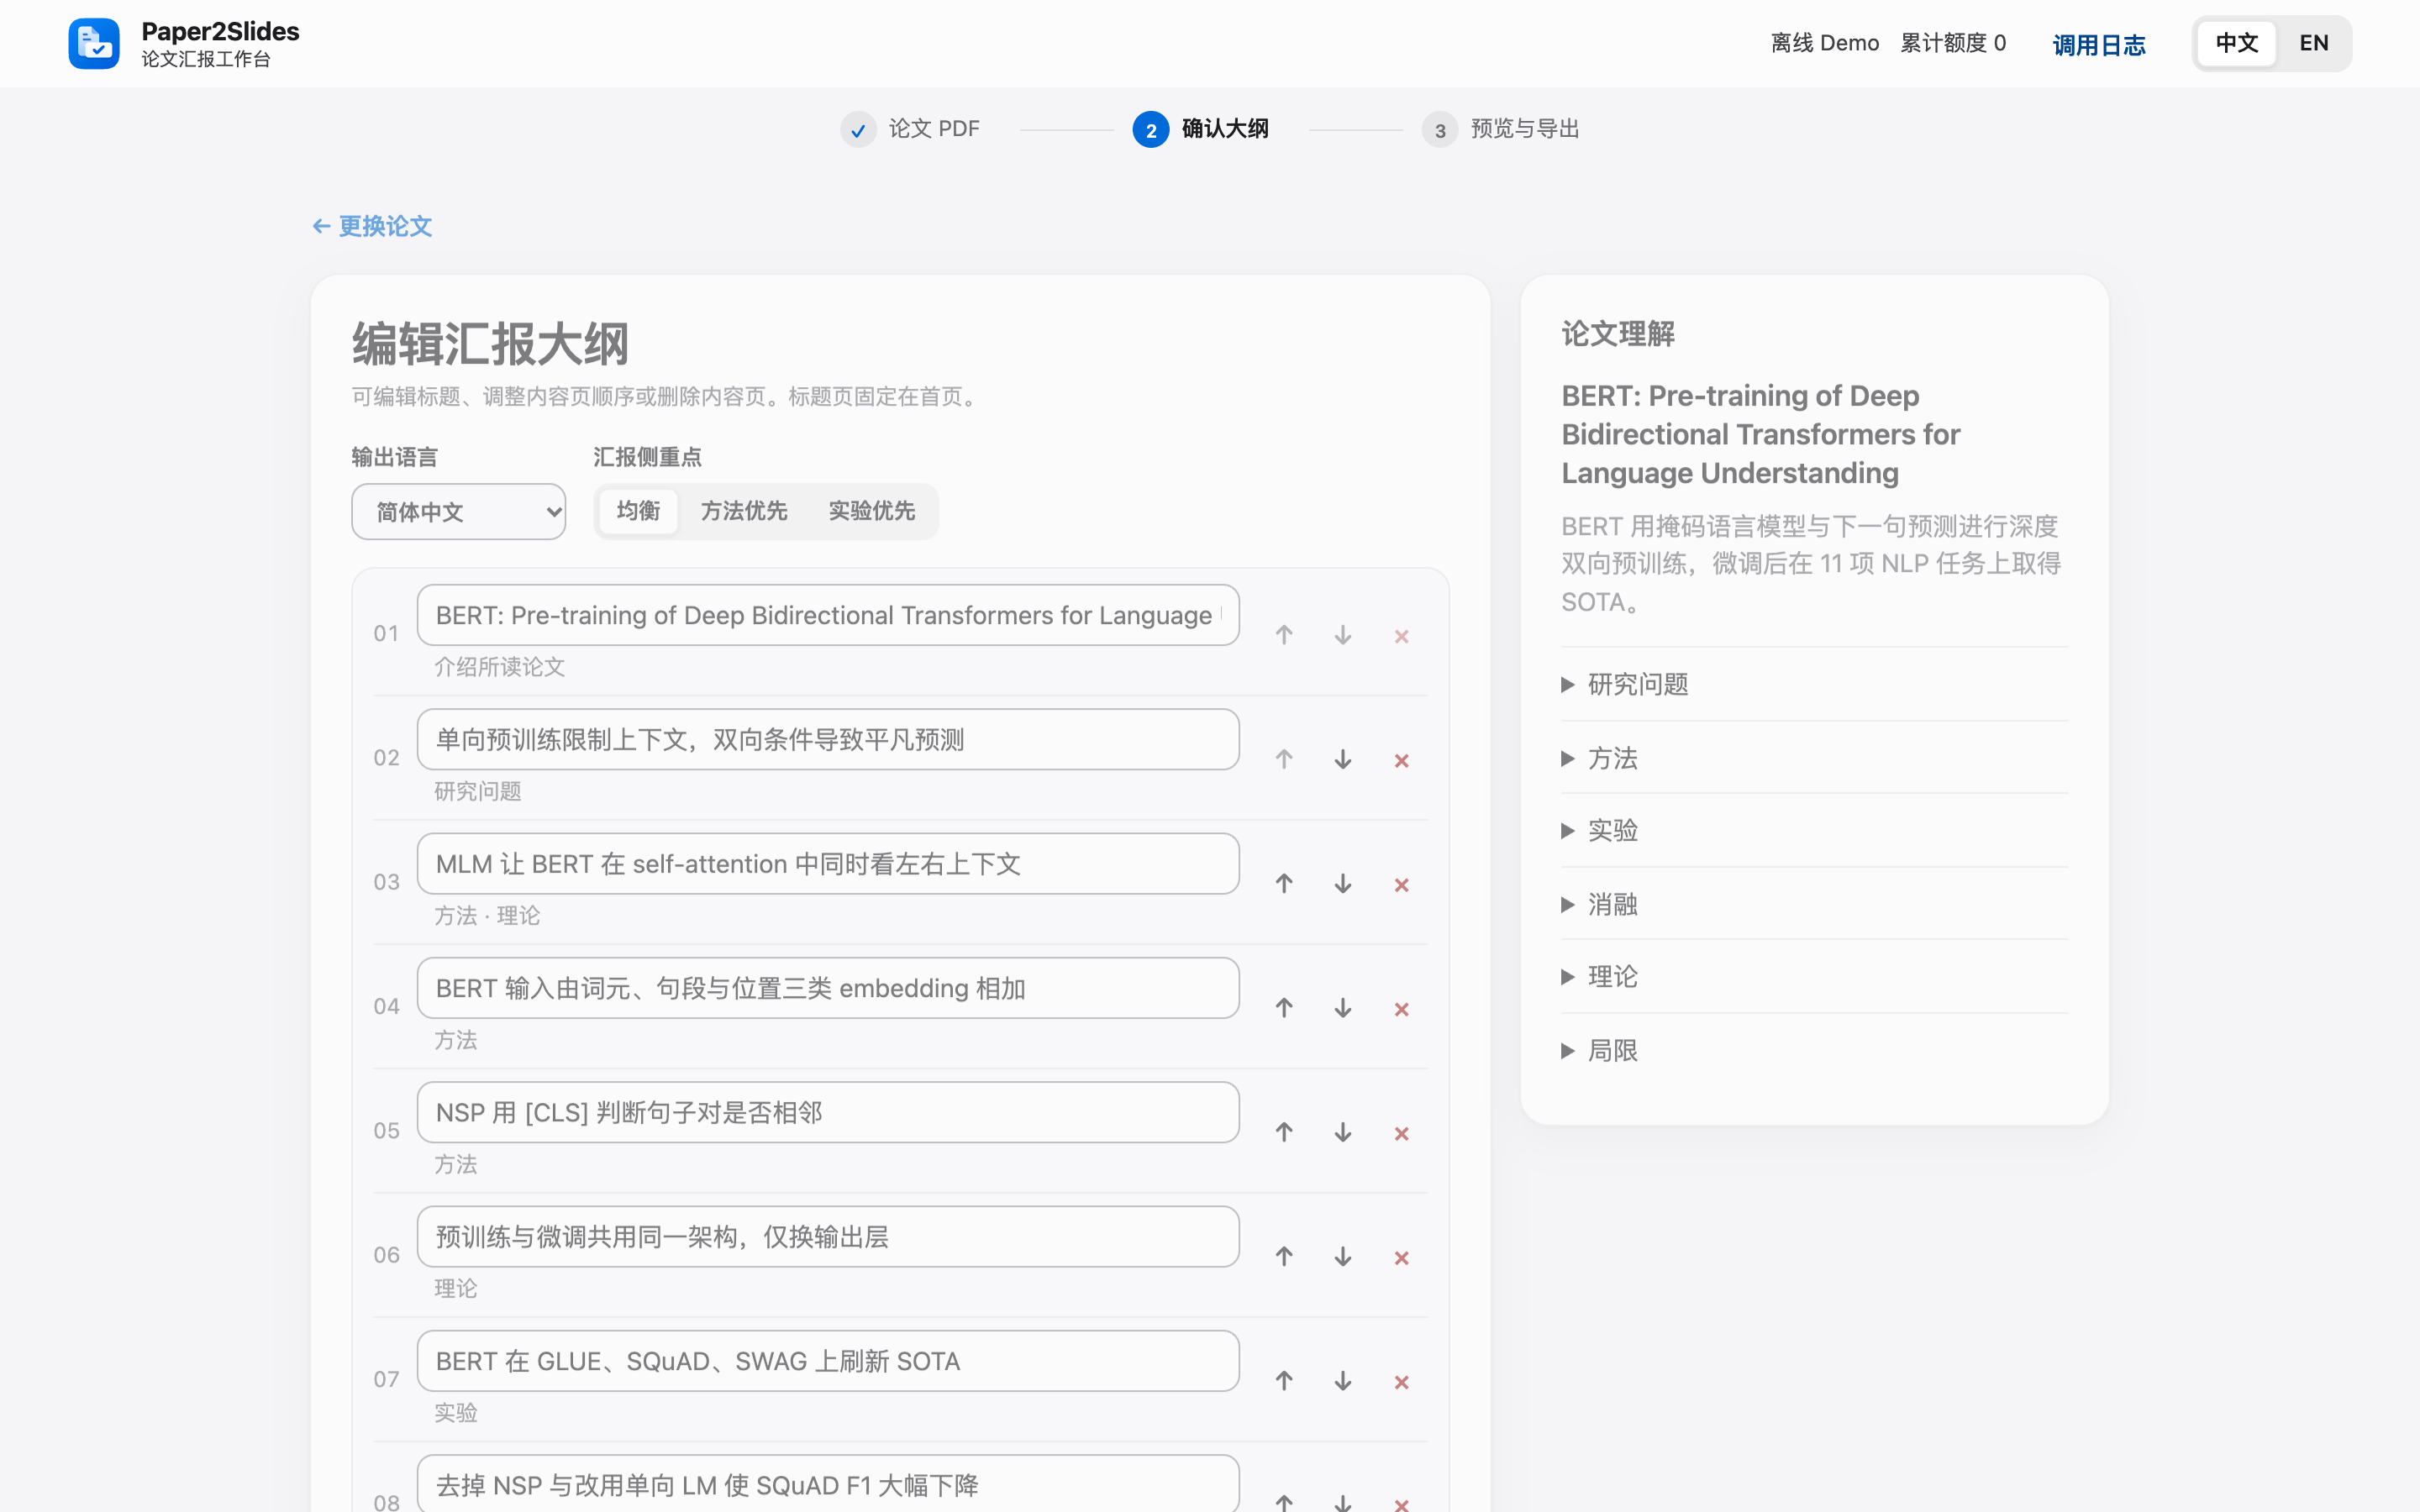 Paper2Slides
论文汇报工作台
离线 Demo 累计额度 0 调用日志 中文 EN
论文 PDF 2 确认大纲 3 预览与导出
← 更换论文
编辑汇报大纲
可编辑标题、调整内容页顺序或删除内容页。标题页固定在首页。
输出语言 汇报侧重点
简体中文 均衡 方法优先 实验优先
01 BERT: Pre-training of Deep Bidirectional Transformers for Language
介绍所读论文
02 单向预训练限制上下文，双向条件导致平凡预测
研究问题
03 MLM 让 BERT 在 self-attention 中同时看左右上下文
方法 · 理论
04 BERT 输入由词元、句段与位置三类 embedding 相加
方法
05 NSP 用 [CLS] 判断句子对是否相邻
方法
06 预训练与微调共用同一架构，仅换输出层
理论
07 BERT 在 GLUE、SQuAD、SWAG 上刷新 SOTA
实验
08 去掉 NSP 与改用单向 LM 使 SQuAD F1 大幅下降
论文理解
BERT: Pre-training of Deep
Bidirectional Transformers for
Language Understanding
BERT 用掩码语言模型与下一句预测进行深度
双向预训练，微调后在 11 项 NLP 任务上取得
SOTA。
研究问题
方法
实验
消融
理论
局限